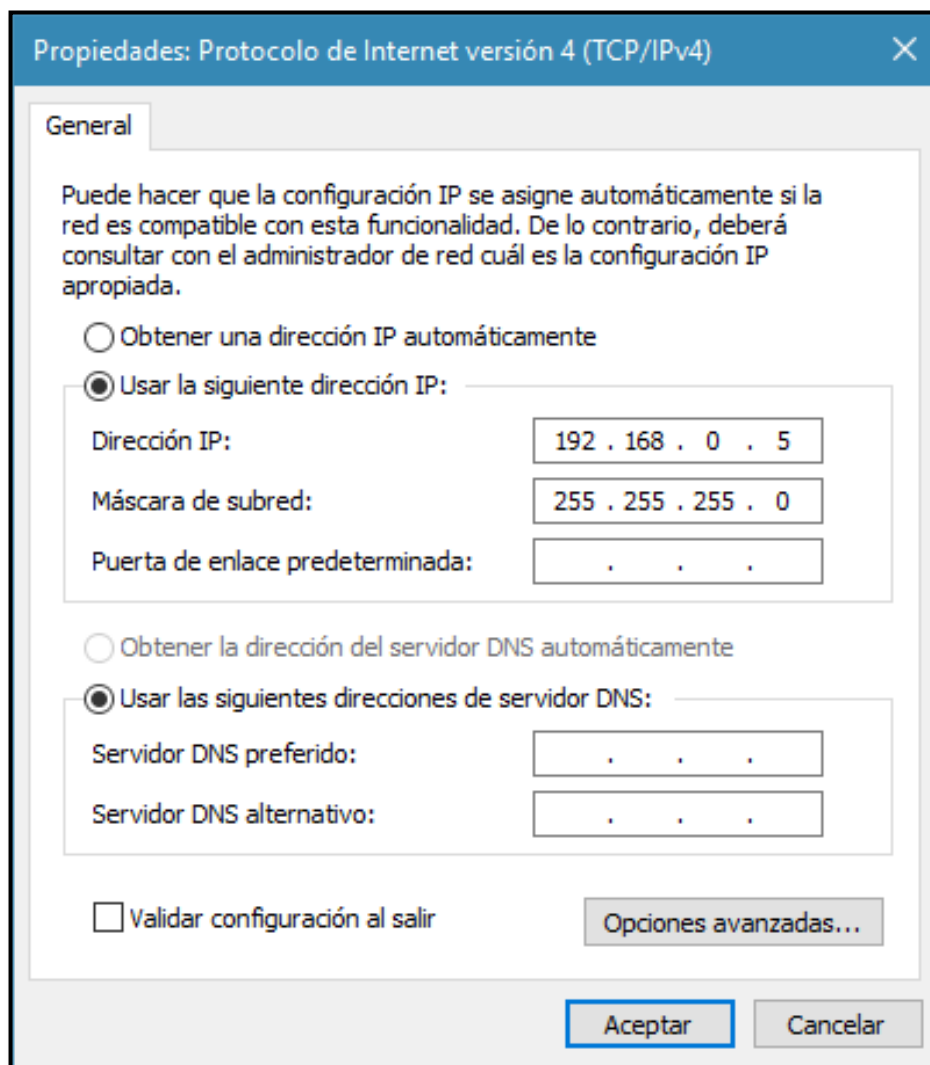 Propiedades: Protocolo de Internet versión 4 (TCP/IPv4)
General
Puede hacer que la configuración IP se asigne automáticamente si la
red es compatible con esta funcionalidad. De lo contrario, deberá
consultar con el administrador de red cuál es la configuración IP
apropiada.
Obtener una dirección IP automáticamente
Usar la siguiente dirección IP:
Dirección IP: 192 . 168 . 0 . 5
Máscara de subred: 255 . 255 . 255 . 0
Puerta de enlace predeterminada: . . .
Obtener la dirección del servidor DNS automáticamente
Usar las siguientes direcciones de servidor DNS:
Servidor DNS preferido: . . .
Servidor DNS alternativo: . . .
Validar configuración al salir
Opciones avanzadas...
Aceptar Cancelar